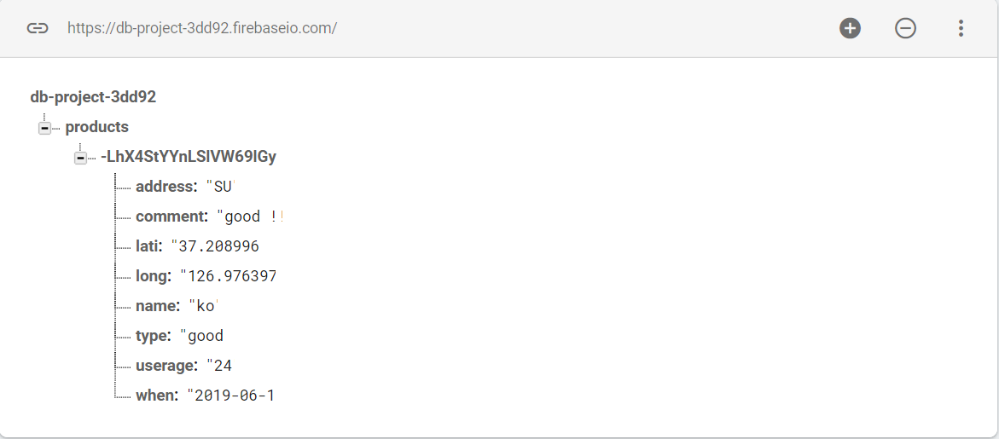 https://db-project-3dd92.firebaseio.com/
db-project-3dd92
products
-LhX4StYYnLSIVW69IGy
address: "SU"
comment: "good !!
lati: "37.208996
long: "126.976397
name: "ko"
type: "good
userage: "24
when: "2019-06-1